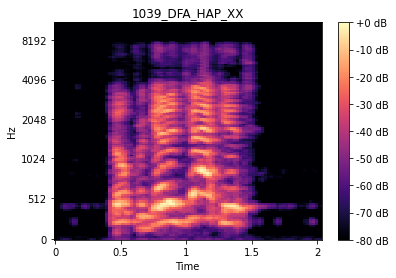 1039_DFA_HAP_XX
+0 dB
8192
-10 dB
4096
-20 dB
-30 dB
2048
Hz
-40 dB
1024
-50 dB
512
-60 dB
-70 dB
0
-80 dB
0 0.5 1 1.5 2
Time